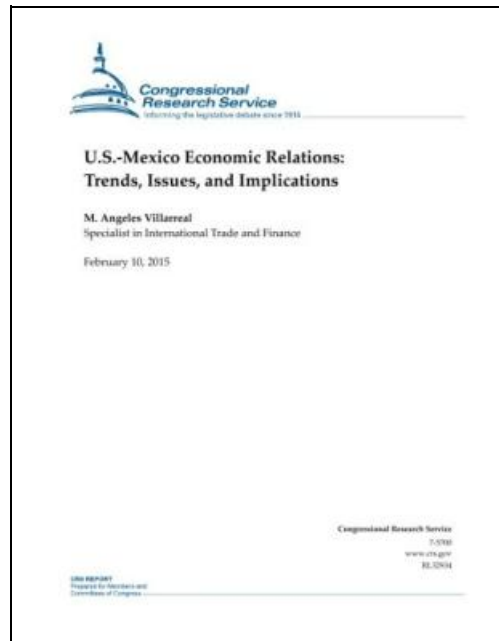 Congressional
Research Service
Informing the legislative debate since 1914
U.S.-Mexico Economic Relations:
Trends, Issues, and Implications
M. Angeles Villarreal
Specialist in International Trade and Finance
February 10, 2015
Congressional Research Service
7-5700
www.crs.gov
RL32934
CRS REPORT
Prepared for Members and
Committees of Congress